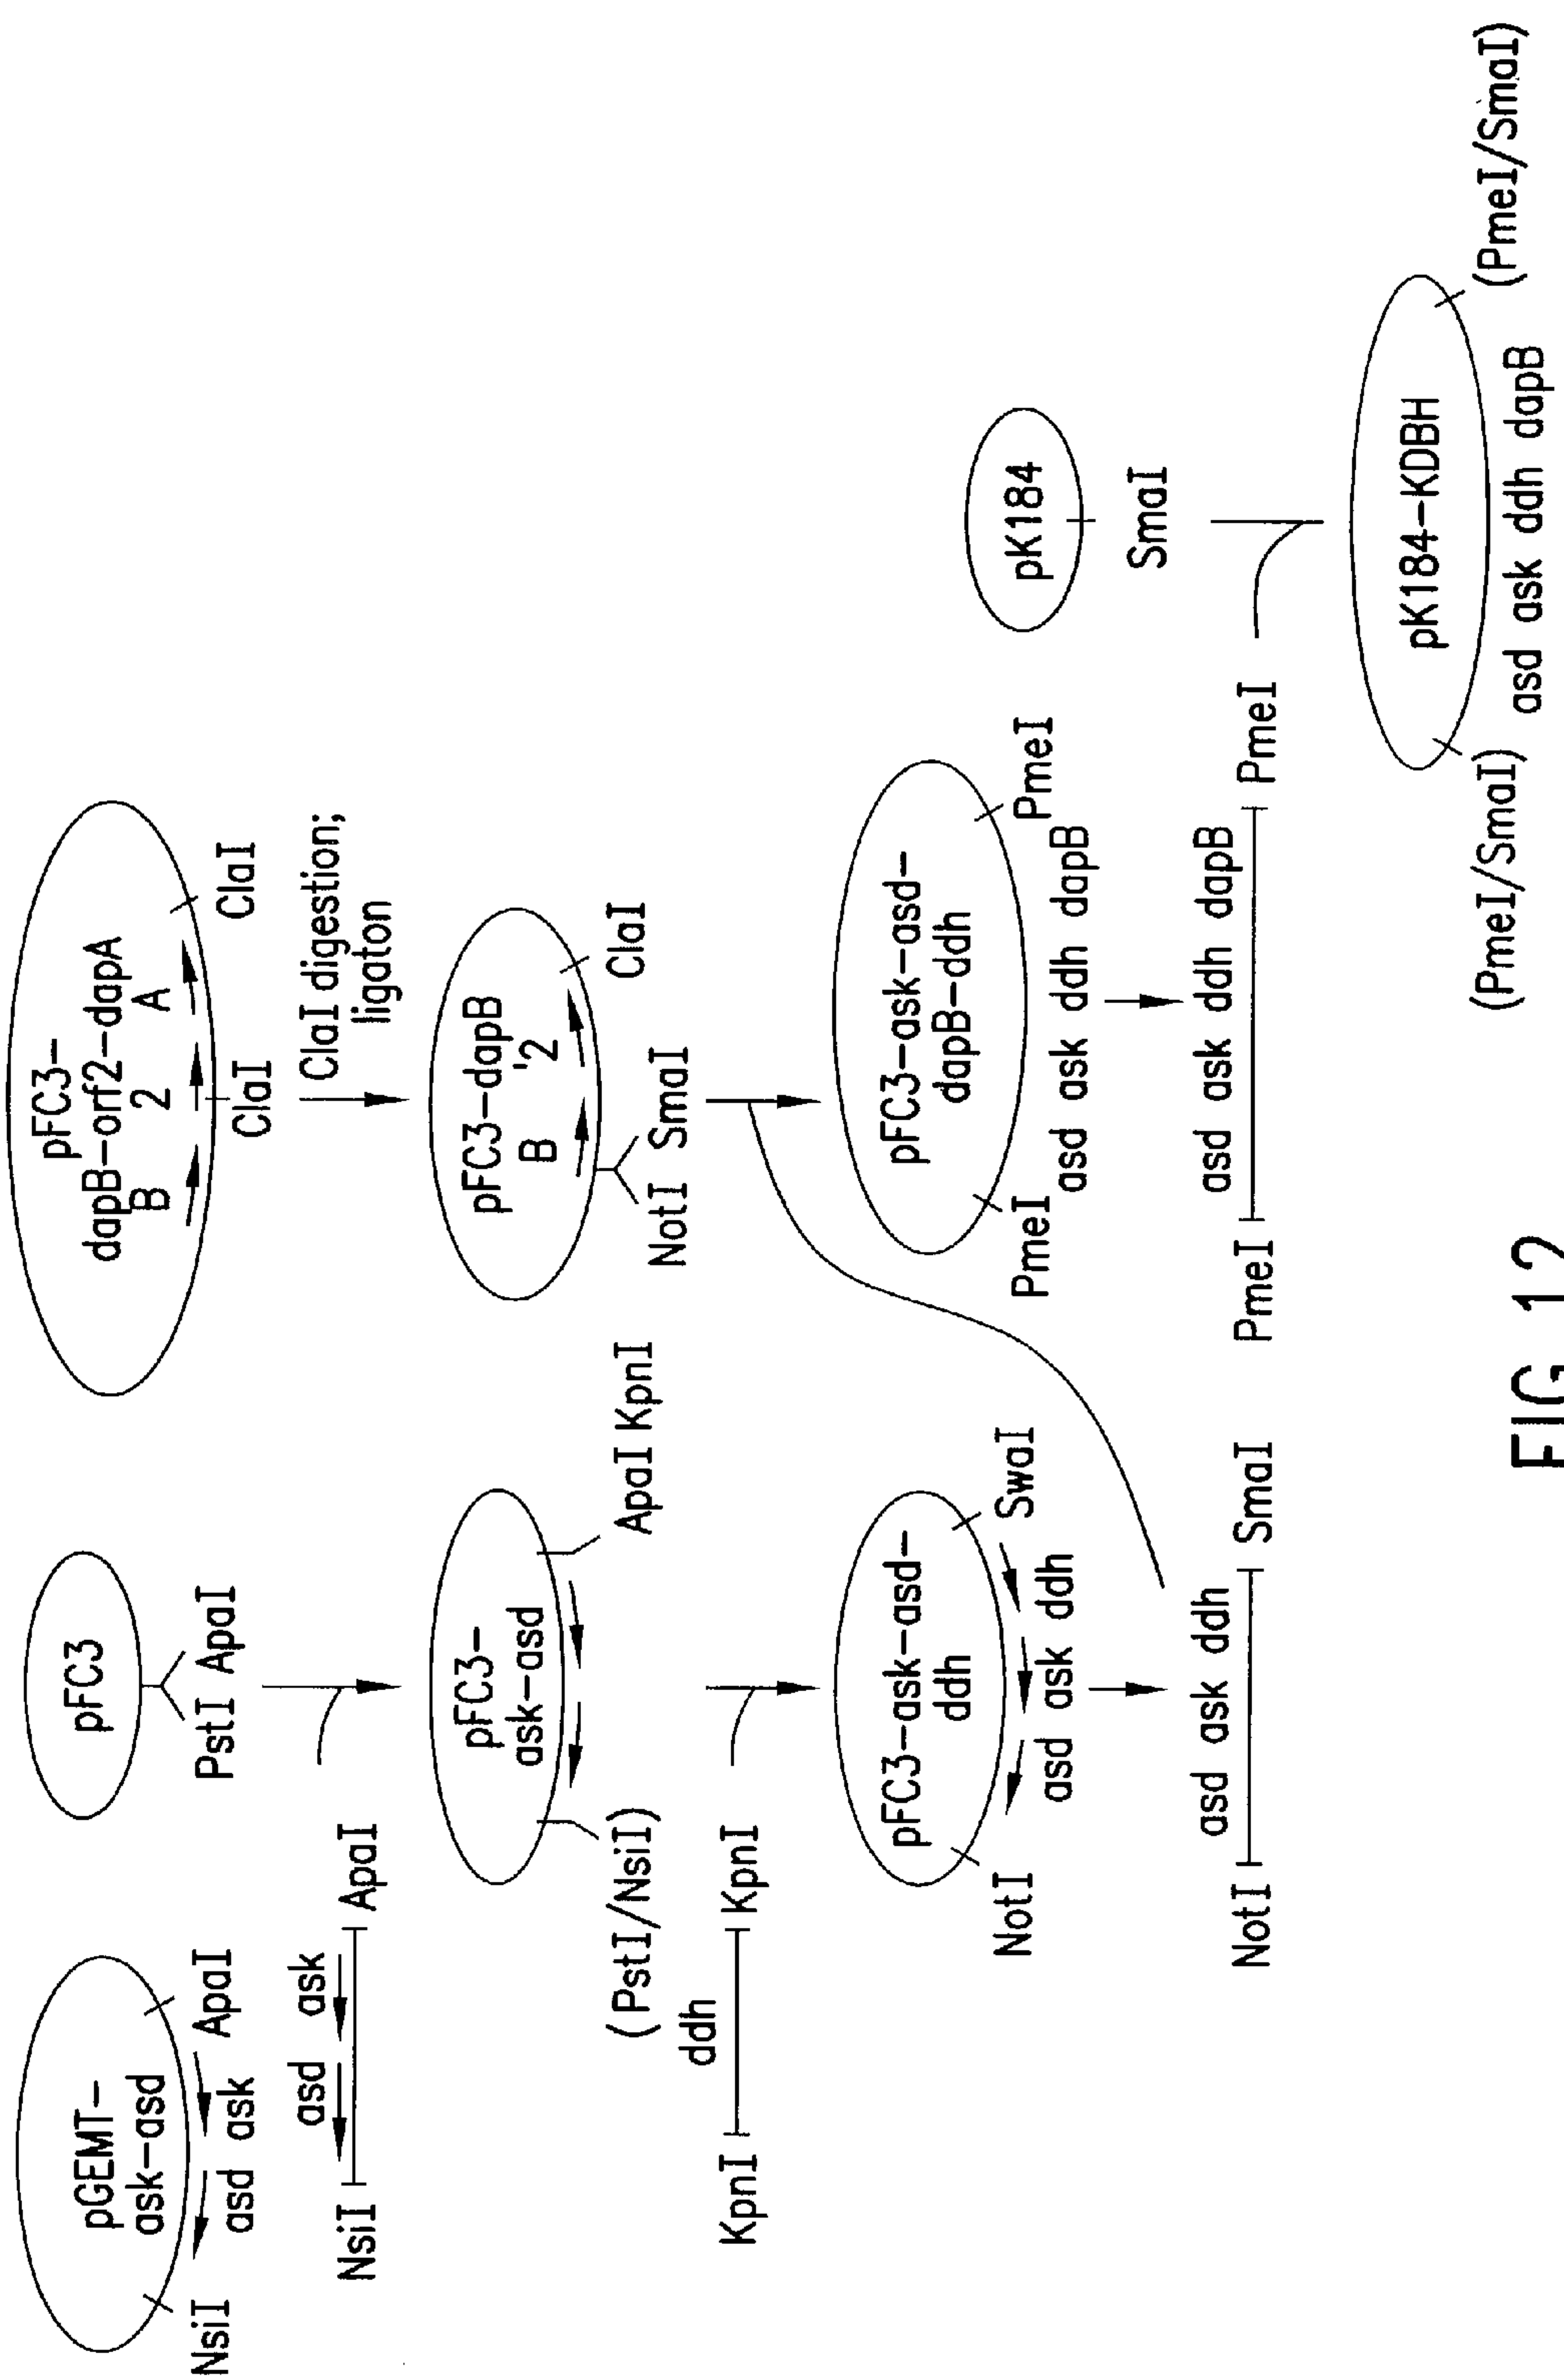 pGEMT-
ask-asd
NsiI
ApaI
asd ask
asd ask
NsiI
ApaI
pFC3
PstI ApaI
pFC3-
ask-asd
(PstI/NsiI)
ApaI KpnI
ddh
KpnI
KpnI
pFC3-ask-asd-
ddh
NotI
SwaI
asd ask ddh
asd ask ddh
NotI
SmaI
pFC3-
dapB-orf2-dapA
B 2 A
ClaI
ClaI
ClaI digestion;
ligaton
pFC3-dapB
B '2
NotI SmaI
ClaI
pFC3-ask-asd-
dapB-ddh
PmeI
PmeI
asd ask ddh dapB
asd ask ddh dapB
PmeI
PmeI
pK184
SmaI
pK184-KDBH
(PmeI/SmaI)
(PmeI/SmaI)
asd ask ddh dapB
FIG.12